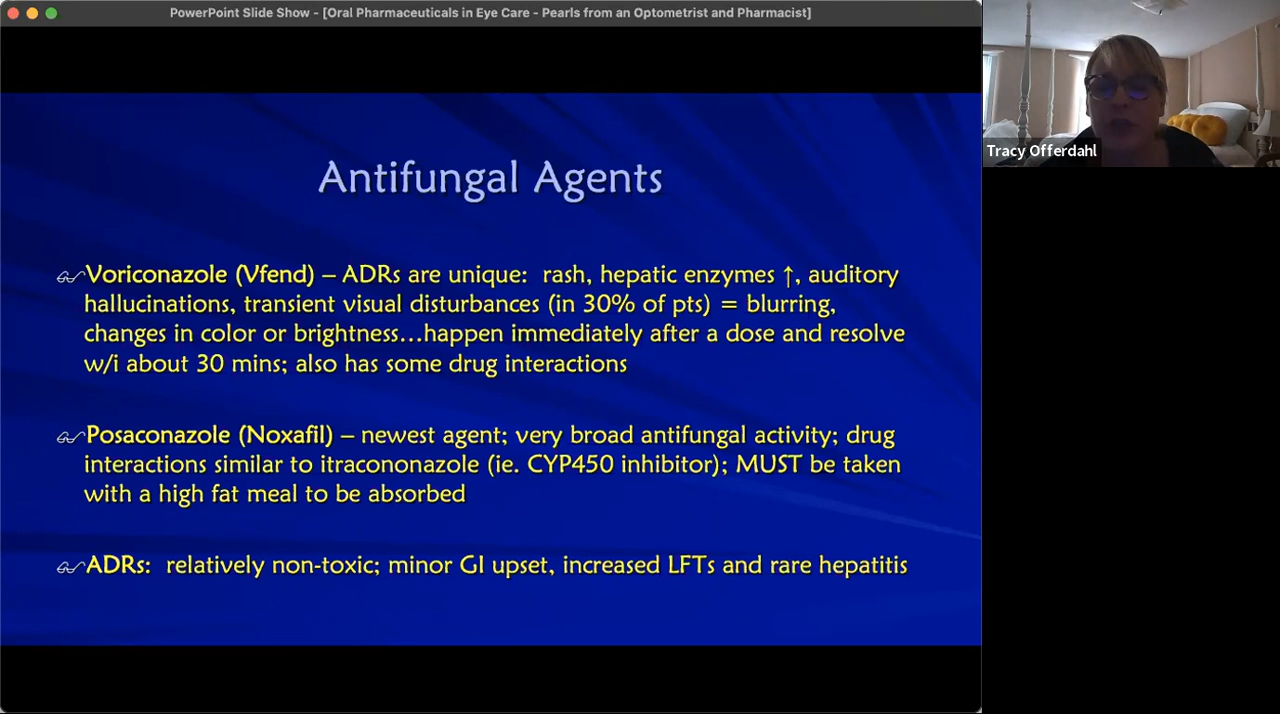 PowerPoint Slide Show - [Oral Pharmaceuticals in Eye Care - Pearls from an Optometrist and Pharmacist]
Tracy Offerdahl
Antifungal Agents
Voriconazole (Vfend) – ADRs are unique:  rash, hepatic enzymes ↑, auditory
hallucinations, transient visual disturbances (in 30% of pts) = blurring,
changes in color or brightness…happen immediately after a dose and resolve
w/i about 30 mins; also has some drug interactions
Posaconazole (Noxafil) – newest agent; very broad antifungal activity; drug
interactions similar to itracononazole (ie. CYP450 inhibitor); MUST be taken
with a high fat meal to be absorbed
ADRs:  relatively non-toxic; minor GI upset, increased LFTs and rare hepatitis